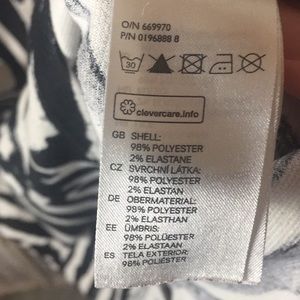 O/N 669970
P/N 0196888 8
30
clevercare.info
GB SHELL:
98% POLYESTER
2% ELASTANE
CZ SVRCHNÍ LÁTKA:
98% POLYESTER
2% ELASTAN
DE OBERMATERIAL:
98% POLYESTER
2% ELASTHAN
EE ÜMBRIS:
98% POLÜESTER
2% ELASTAAN
ES TELA EXTERIOR:
98% POLIÉSTER